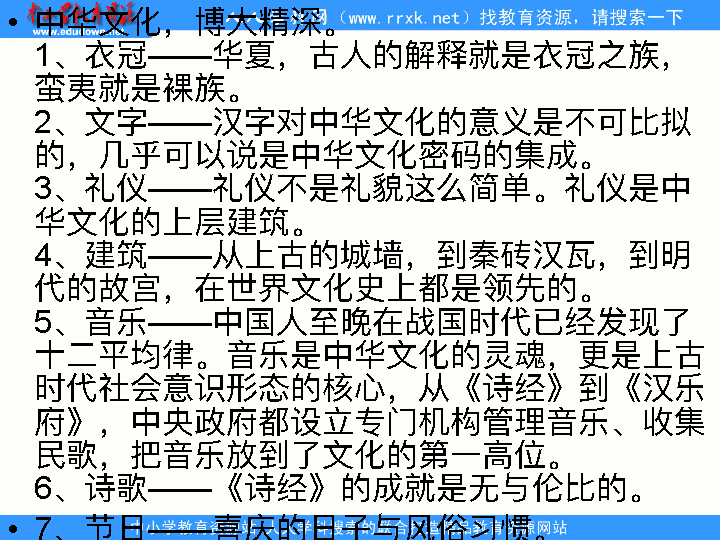 • 中华文化，博大精深。
（www.rrxk.net）找教育资源，请搜索一下
www.edudown.net
1、衣冠——华夏，古人的解释就是衣冠之族，
蛮夷就是裸族。
2、文字——汉字对中华文化的意义是不可比拟
的，几乎可以说是中华文化密码的集成。
3、礼仪——礼仪不是礼貌这么简单。礼仪是中
华文化的上层建筑。
4、建筑——从上古的城墙，到秦砖汉瓦，到明
代的故宫，在世界文化史上都是领先的。
5、音乐——中国人至晚在战国时代已经发现了
十二平均律。音乐是中华文化的灵魂，更是上古
时代社会意识形态的核心，从《诗经》到《汉乐
府》，中央政府都设立专门机构管理音乐、收集
民歌，把音乐放到了文化的第一高位。
6、诗歌——《诗经》的成就是无与伦比的。
• 7、节日——喜庆的日子与风俗习惯。
中小学教育资源网站